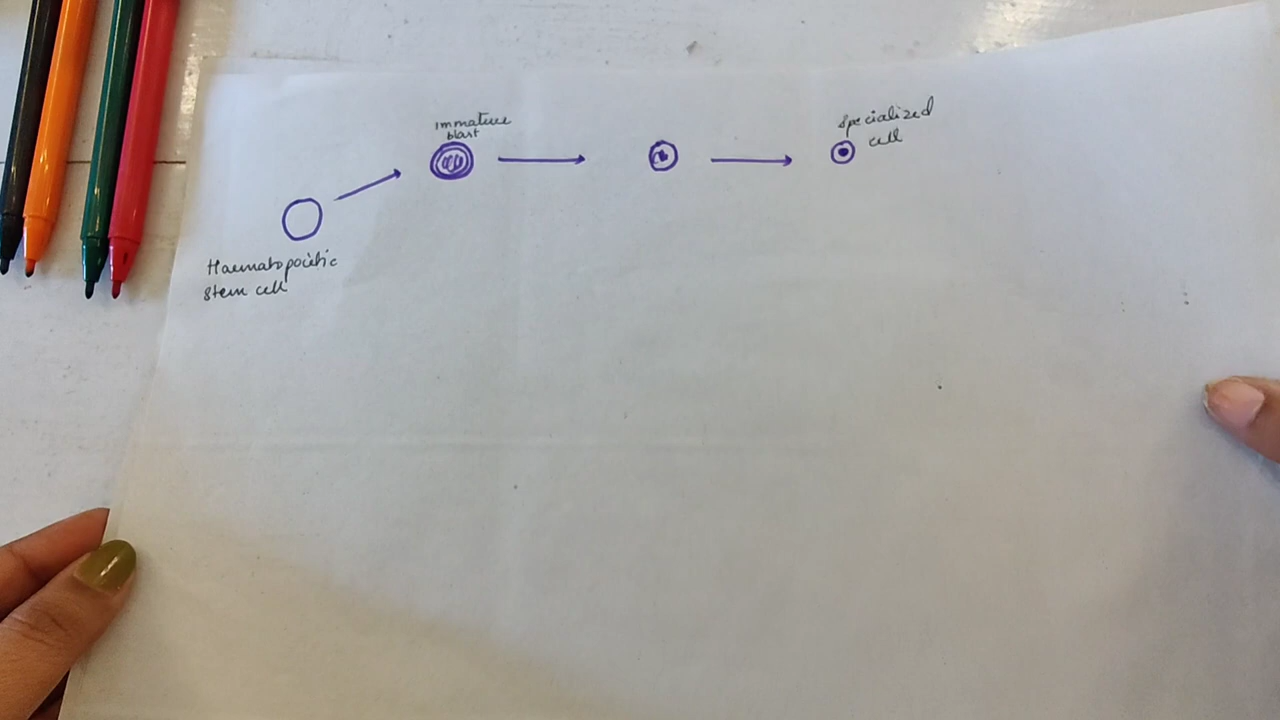 Haematopoietic
stem cell
immature
blast
specialized
cell